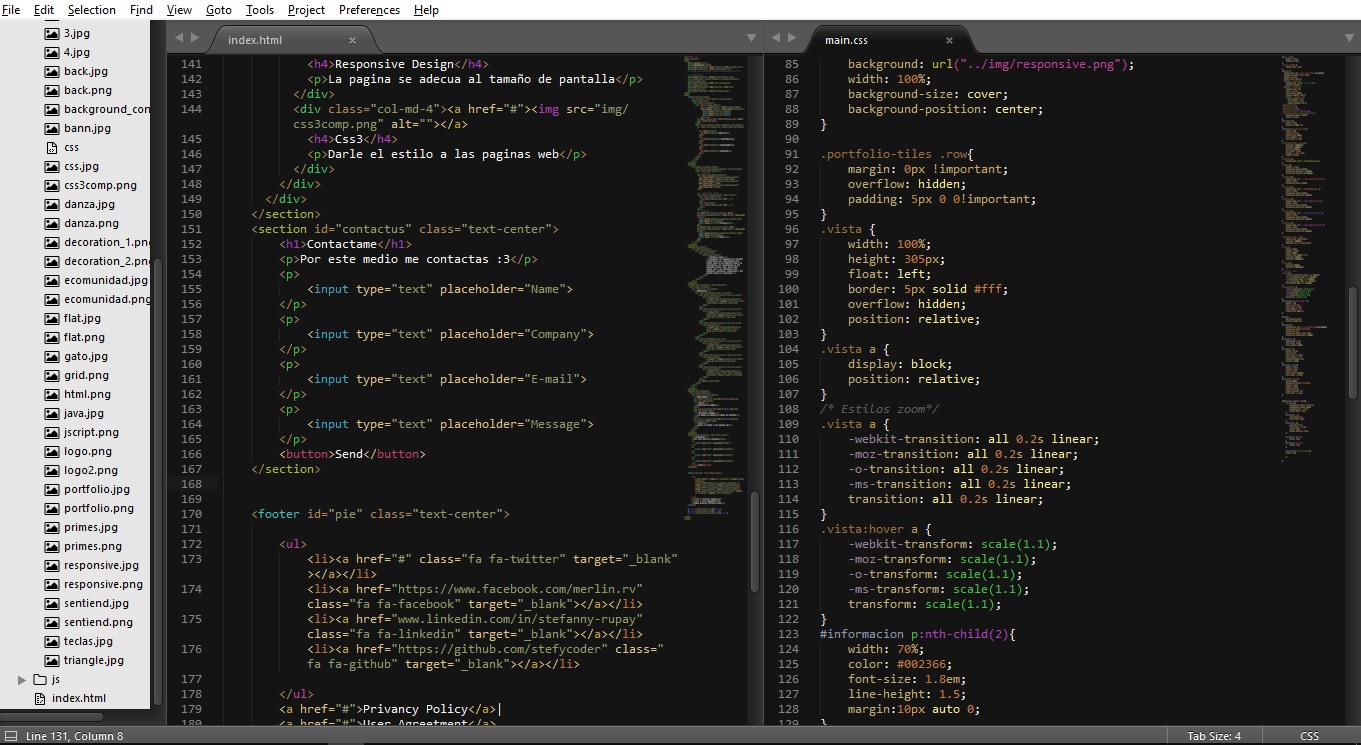 File Edit Selection Find View Goto Tools Project Preferences Help
3.jpg
4.jpg
back.jpg
back.png
background_con
bann.jpg
css
css.jpg
css3comp.png
danza.jpg
danza.png
decoration_1.png
decoration_2.png
ecomunidad.jpg
ecomunidad.png
flat.jpg
flat.png
gato.jpg
grid.png
html.png
java.jpg
jscript.png
logo.png
logo2.png
portfolio.jpg
portfolio.png
primes.jpg
primes.png
responsive.jpg
responsive.png
sentiend.jpg
sentiend.png
teclas.jpg
triangle.jpg
js
index.html
index.html ×
141 <h4>Responsive Design</h4>
142 <p>La pagina se adecua al tamaño de pantalla</p>
143 </div>
144 <div class="col-md-4"><a href="#"><img src="img/
css3comp.png" alt=""></a>
145 <h4>Css3</h4>
146 <p>Darle el estilo a las paginas web</p>
147 </div>
148 </div>
149 </div>
150 </section>
151 <section id="contactus" class="text-center">
152 <h1>Contactame</h1>
153 <p>Por este medio me contactas :3</p>
154 <p>
155 <input type="text" placeholder="Name">
156 </p>
157 <p>
158 <input type="text" placeholder="Company">
159 </p>
160 <p>
161 <input type="text" placeholder="E-mail">
162 </p>
163 <p>
164 <input type="text" placeholder="Message">
165 </p>
166 <button>Send</button>
167 </section>
168
169
170 <footer id="pie" class="text-center">
171
172 <ul>
173 <li><a href="#" class="fa fa-twitter" target="_blank"
></a></li>
174 <li><a href="https://www.facebook.com/merlin.rv"
class="fa fa-facebook" target="_blank"></a></li>
175 <li><a href="www.linkedin.com/in/stefanny-rupay"
class="fa fa-linkedin" target="_blank"></a></li>
176 <li><a href="https://github.com/stefycoder" class="
fa fa-github" target="_blank"></a></li>
177
178 </ul>
179 <a href="#">Privancy Policy</a>
180 <a href="#">User Agreement</a>
main.css ×
85 background: url("../img/responsive.png");
86 width: 100%;
87 background-size: cover;
88 background-position: center;
89 }
90
91 .portfolio-tiles .row{
92 margin: 0px !important;
93 overflow: hidden;
94 padding: 5px 0 0!important;
95 }
96 .vista {
97 width: 100%;
98 height: 305px;
99 float: left;
100 border: 5px solid #fff;
101 overflow: hidden;
102 position: relative;
103 }
104 .vista a {
105 display: block;
106 position: relative;
107 }
108 /* Estilos zoom*/
109 .vista a {
110 -webkit-transition: all 0.2s linear;
111 -moz-transition: all 0.2s linear;
112 -o-transition: all 0.2s linear;
113 -ms-transition: all 0.2s linear;
114 transition: all 0.2s linear;
115 }
116 .vista:hover a {
117 -webkit-transform: scale(1.1);
118 -moz-transform: scale(1.1);
119 -o-transform: scale(1.1);
120 -ms-transform: scale(1.1);
121 transform: scale(1.1);
122 }
123 #informacion p:nth-child(2){
124 width: 70%;
125 color: #002366;
126 font-size: 1.8em;
127 line-height: 1.5;
128 margin:10px auto 0;
129 }
Line 131, Column 8 Tab Size: 4 CSS